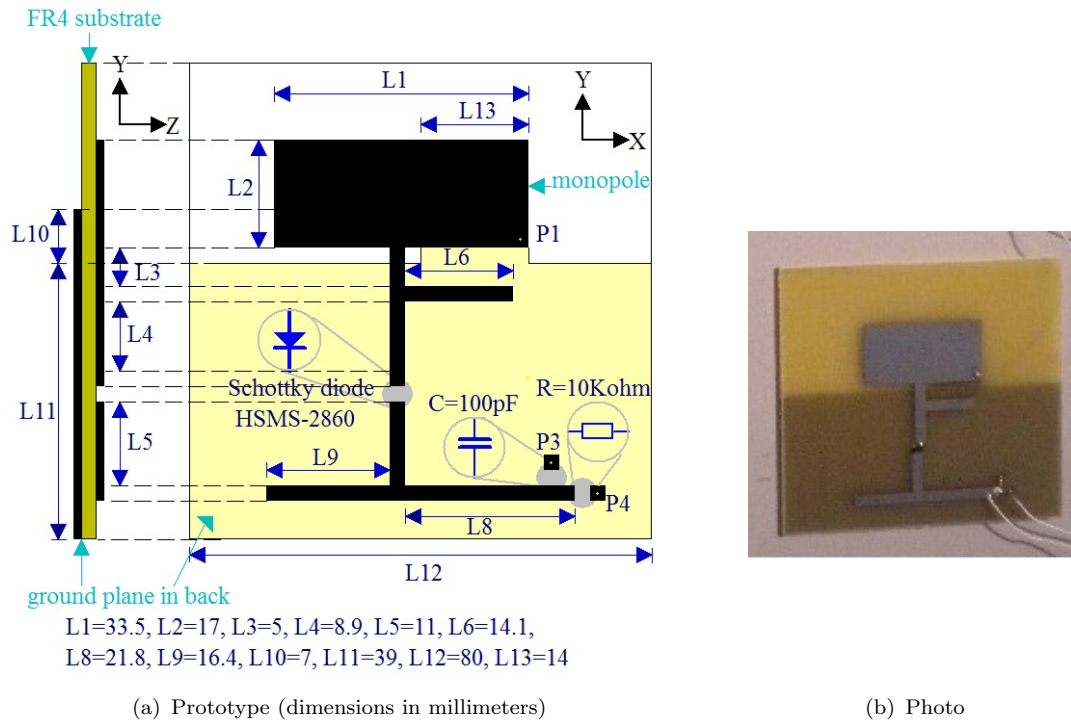 FR4 substrate
Y
Z
L1
L13
Y
X
L2
monopole
P1
L10
L3
L6
L4
Schottky diode
HSMS-2860
C=100pF
R=10Kohm
L11
L5
L9
P3
P4
L8
L12
ground plane in back
L1=33.5, L2=17, L3=5, L4=8.9, L5=11, L6=14.1,
L8=21.8, L9=16.4, L10=7, L11=39, L12=80, L13=14
(a) Prototype (dimensions in millimeters)
(b) Photo